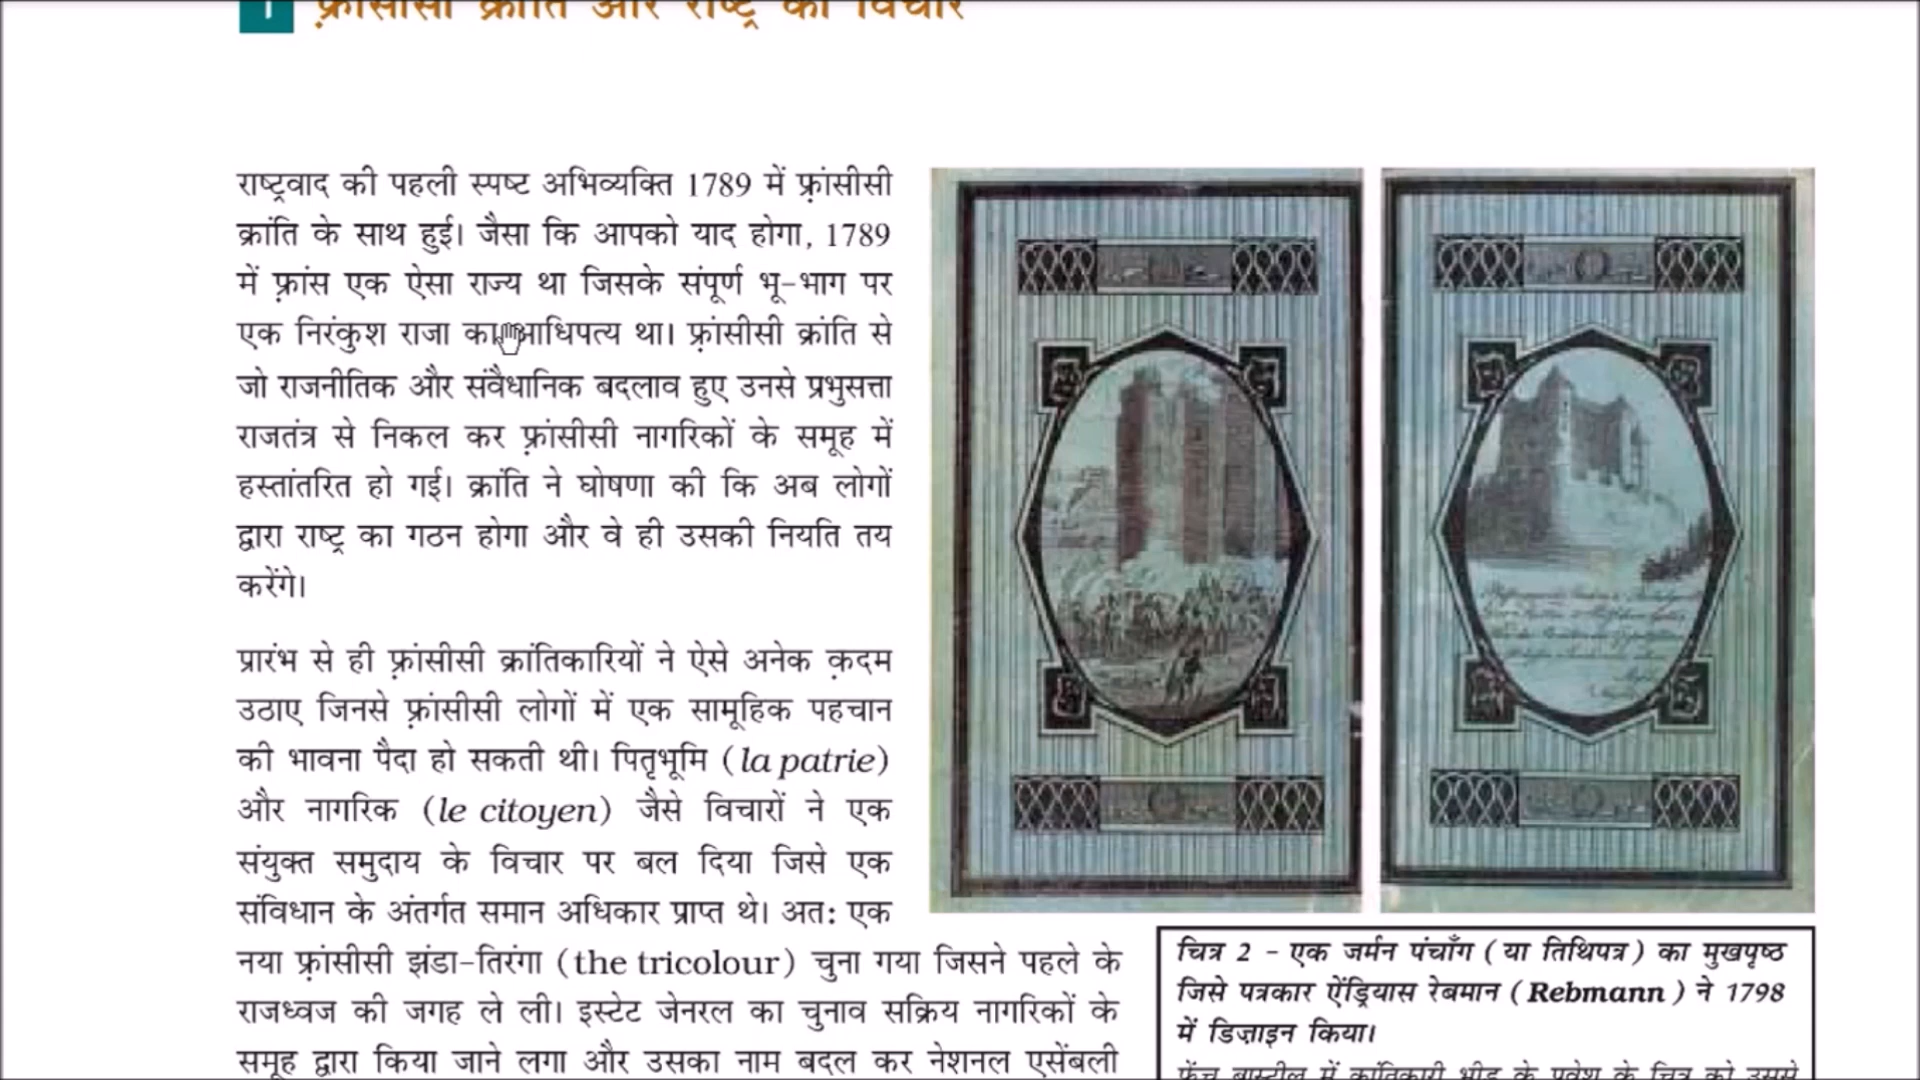 1 फ़्रांसीसी क्रांति और राष्ट्र का विचार
राष्ट्रवाद की पहली स्पष्ट अभिव्यक्ति 1789 में फ़्रांसीसी
क्रांति के साथ हुई। जैसा कि आपको याद होगा, 1789
में फ़्रांस एक ऐसा राज्य था जिसके संपूर्ण भू-भाग पर
एक निरंकुश राजा का आधिपत्य था। फ़्रांसीसी क्रांति से
जो राजनीतिक और संवैधानिक बदलाव हुए उनसे प्रभुसत्ता
राजतंत्र से निकल कर फ़्रांसीसी नागरिकों के समूह में
हस्तांतरित हो गई। क्रांति ने घोषणा की कि अब लोगों
द्वारा राष्ट्र का गठन होगा और वे ही उसकी नियति तय
करेंगे।
प्रारंभ से ही फ़्रांसीसी क्रांतिकारियों ने ऐसे अनेक क़दम
उठाए जिनसे फ़्रांसीसी लोगों में एक सामूहिक पहचान
की भावना पैदा हो सकती थी। पितृभूमि (la patrie)
और नागरिक (le citoyen) जैसे विचारों ने एक
संयुक्त समुदाय के विचार पर बल दिया जिसे एक
संविधान के अंतर्गत समान अधिकार प्राप्त थे। अतः एक
नया फ़्रांसीसी झंडा-तिरंगा (the tricolour) चुना गया जिसने पहले के
राजध्वज की जगह ले ली। इस्टेट जेनरल का चुनाव सक्रिय नागरिकों के
समूह द्वारा किया जाने लगा और उसका नाम बदल कर नेशनल एसेंबली
चित्र 2 - एक जर्मन पंचाँग (या तिथिपत्र) का मुखपृष्ठ
जिसे पत्रकार ऐंड्रियास रेबमान (Rebmann) ने 1798
में डिज़ाइन किया।
फ़्रेंच बास्टील में क्रांतिकारी भीड़ के प्रवेश के चित्र को उससे